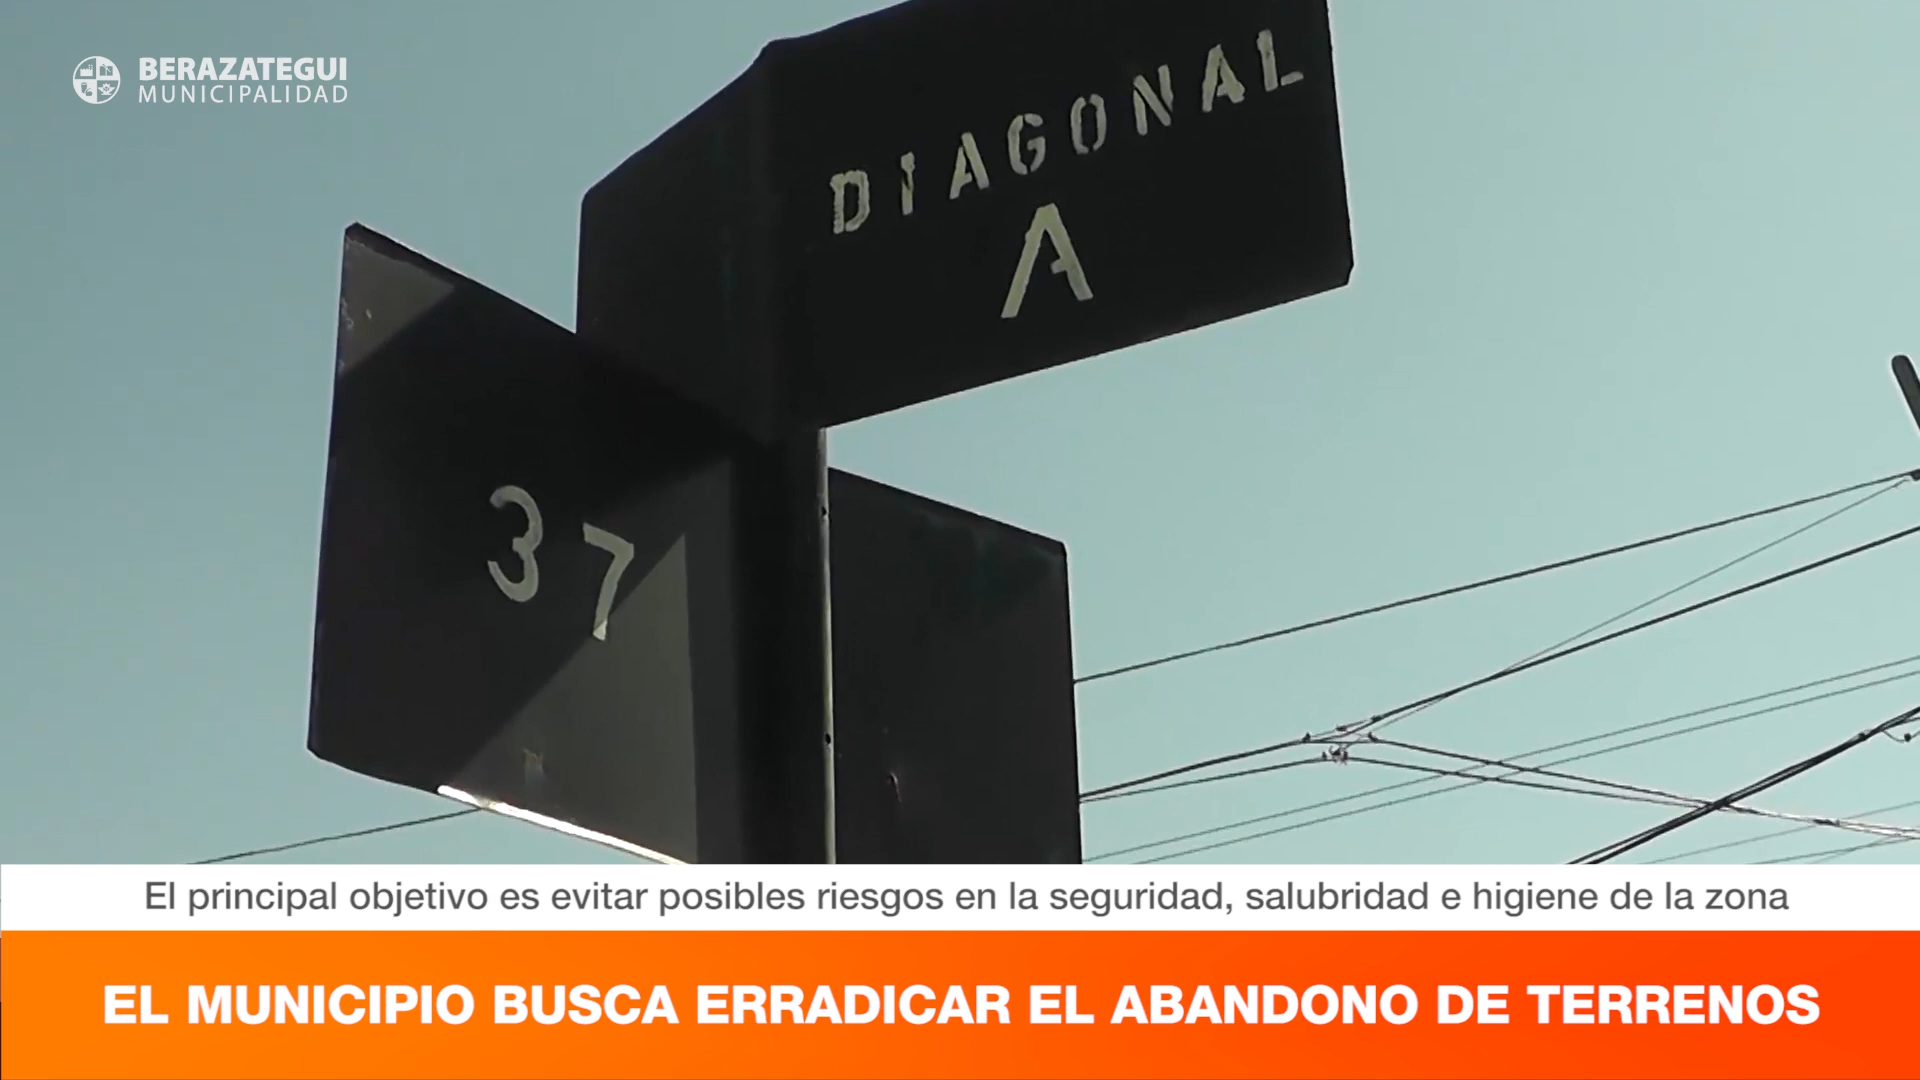 BERAZATEGUI
MUNICIPALIDAD
DIAGONAL
A
37
El principal objetivo es evitar posibles riesgos en la seguridad, salubridad e higiene de la zona
EL MUNICIPIO BUSCA ERRADICAR EL ABANDONO DE TERRENOS